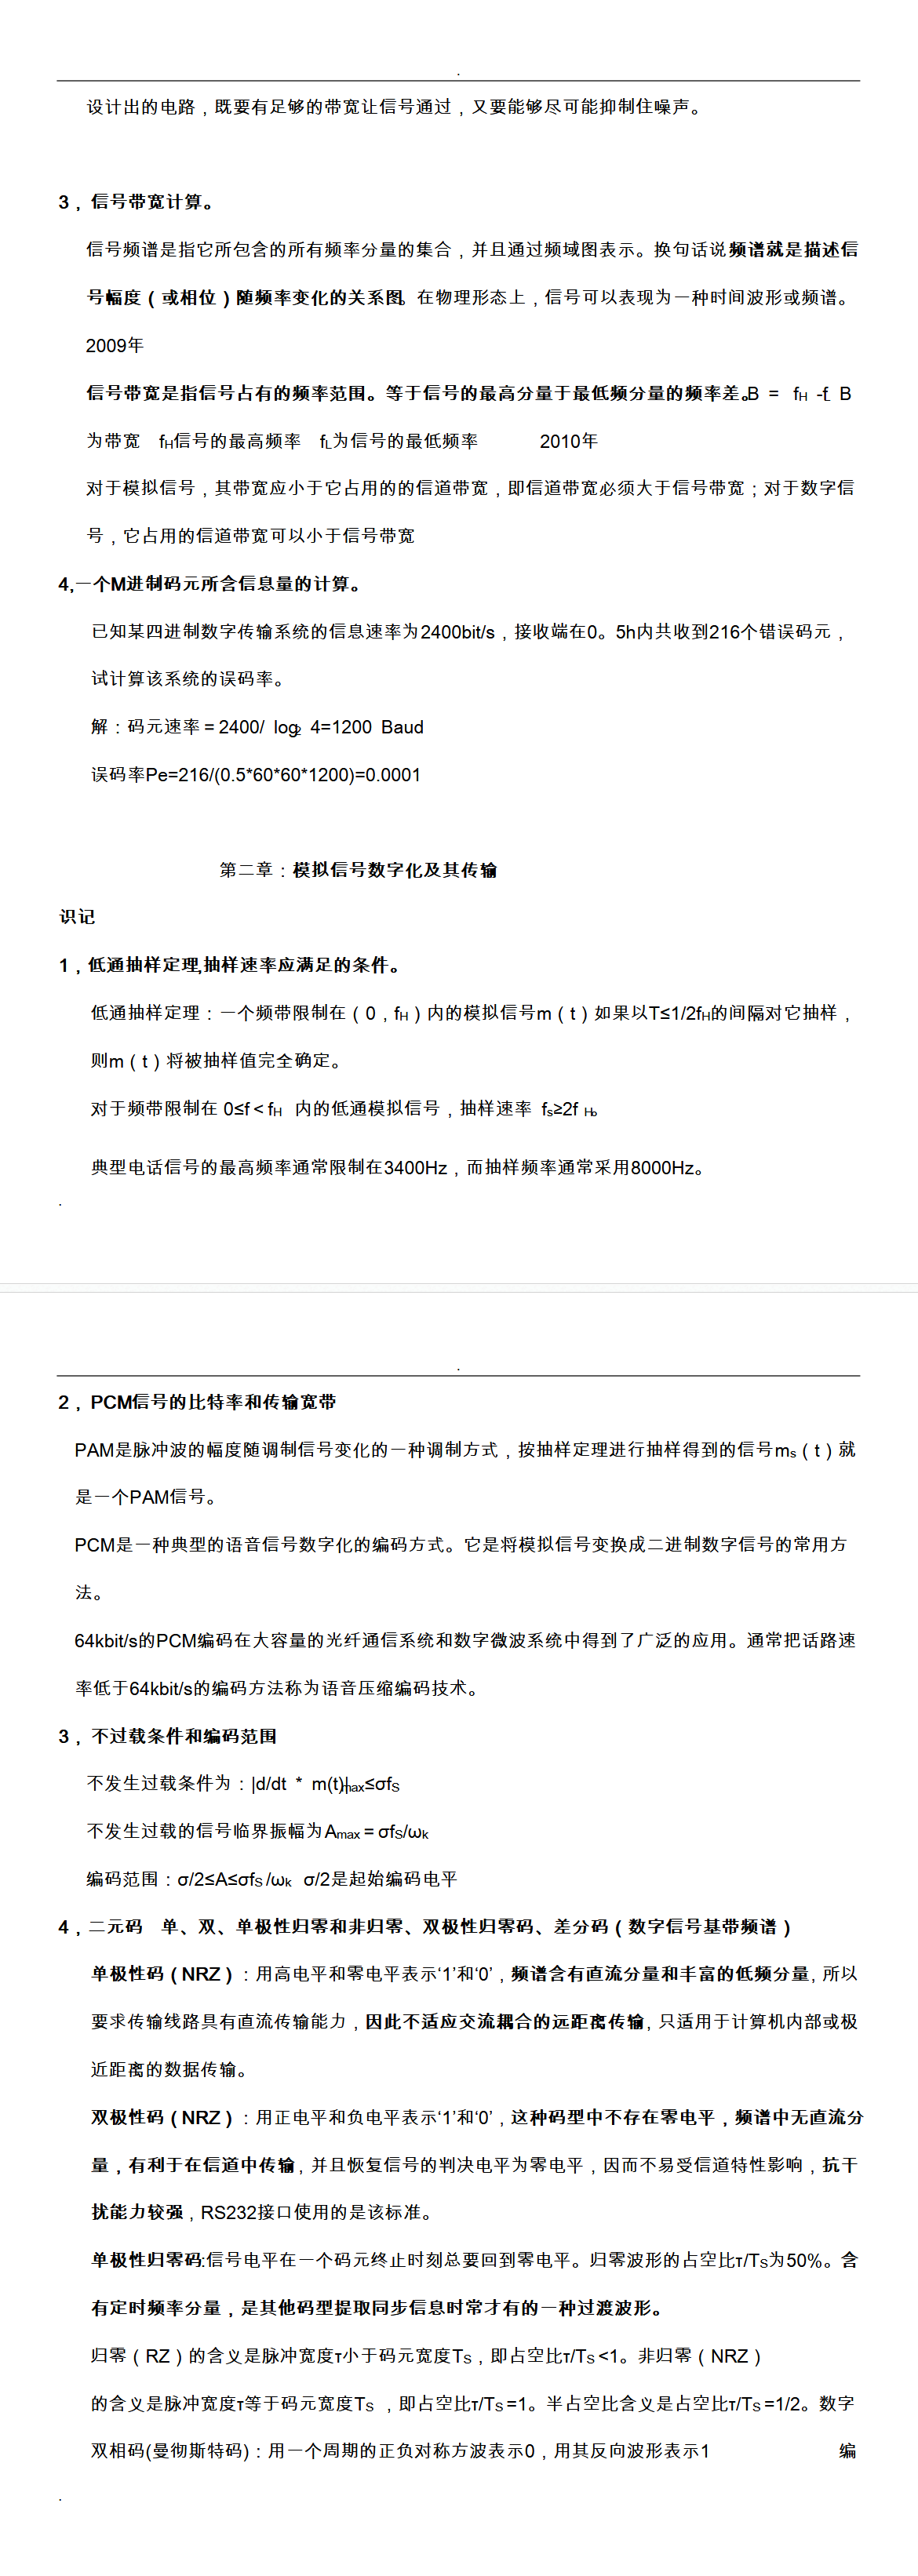 .
设计出的电路，既要有足够的带宽让信号通过，又要能够尽可能抑制住噪声。
3，信号带宽计算。
信号频谱是指它所包含的所有频率分量的集合，并且通过频域图表示。换句话说频谱就是描述信
号幅度（或相位）随频率变化的关系图。在物理形态上，信号可以表现为一种时间波形或频谱。
2009年
信号带宽是指信号占有的频率范围。等于信号的最高分量于最低频分量的频率差。B = fH -fL B
为带宽 fH信号的最高频率 fL为信号的最低频率 2010年
对于模拟信号，其带宽应小于它占用的的信道带宽，即信道带宽必须大于信号带宽；对于数字信
号，它占用的信道带宽可以小于信号带宽
4,一个M进制码元所含信息量的计算。
已知某四进制数字传输系统的信息速率为2400bit/s，接收端在0。5h内共收到216个错误码元，
试计算该系统的误码率。
解：码元速率＝2400/ log2 4=1200 Baud
误码率Pe=216/(0.5*60*60*1200)=0.0001
第二章：模拟信号数字化及其传输
识记
1，低通抽样定理,抽样速率应满足的条件。
低通抽样定理：一个频带限制在（0，fH）内的模拟信号m（t）如果以T≤1/2fH的间隔对它抽样，
则m（t）将被抽样值完全确定。
对于频带限制在 0≤f＜fH 内的低通模拟信号，抽样速率 fs≥2f H。
典型电话信号的最高频率通常限制在3400Hz，而抽样频率通常采用8000Hz。
.
.
2，PCM信号的比特率和传输宽带
PAM是脉冲波的幅度随调制信号变化的一种调制方式，按抽样定理进行抽样得到的信号ms（t）就
是一个PAM信号。
PCM是一种典型的语音信号数字化的编码方式。它是将模拟信号变换成二进制数字信号的常用方
法。
64kbit/s的PCM编码在大容量的光纤通信系统和数字微波系统中得到了广泛的应用。通常把话路速
率低于64kbit/s的编码方法称为语音压缩编码技术。
3，不过载条件和编码范围
不发生过载条件为：|d/dt * m(t)|max≤σfS
不发生过载的信号临界振幅为Amax＝σfS/ωk
编码范围：σ/2≤A≤σfS /ωk σ/2是起始编码电平
4，二元码 单、双、单极性归零和非归零、双极性归零码、差分码（数字信号基带频谱）
单极性码（NRZ）：用高电平和零电平表示‘1’和‘0’，频谱含有直流分量和丰富的低频分量，所以
要求传输线路具有直流传输能力，因此不适应交流耦合的远距离传输，只适用于计算机内部或极
近距离的数据传输。
双极性码（NRZ）：用正电平和负电平表示‘1’和‘0’，这种码型中不存在零电平，频谱中无直流分
量，有利于在信道中传输，并且恢复信号的判决电平为零电平，因而不易受信道特性影响，抗干
扰能力较强，RS232接口使用的是该标准。
单极性归零码:信号电平在一个码元终止时刻总要回到零电平。归零波形的占空比τ/TS为50%。含
有定时频率分量，是其他码型提取同步信息时常才有的一种过渡波形。
归零（RZ）的含义是脉冲宽度τ小于码元宽度TS，即占空比τ/TS <1。非归零（NRZ）
的含义是脉冲宽度τ等于码元宽度TS ，即占空比τ/TS =1。半占空比含义是占空比τ/TS =1/2。数字
双相码(曼彻斯特码)：用一个周期的正负对称方波表示0，用其反向波形表示1 编
.